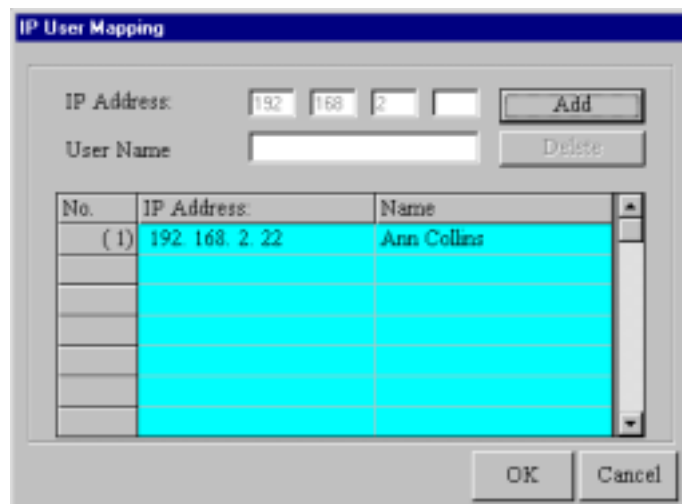 IP User Mapping
IP Address: 192 168 2 Add
User Name Delete
No. IP Address: Name
( 1) 192. 168. 2. 22 Ann Collins
OK Cancel